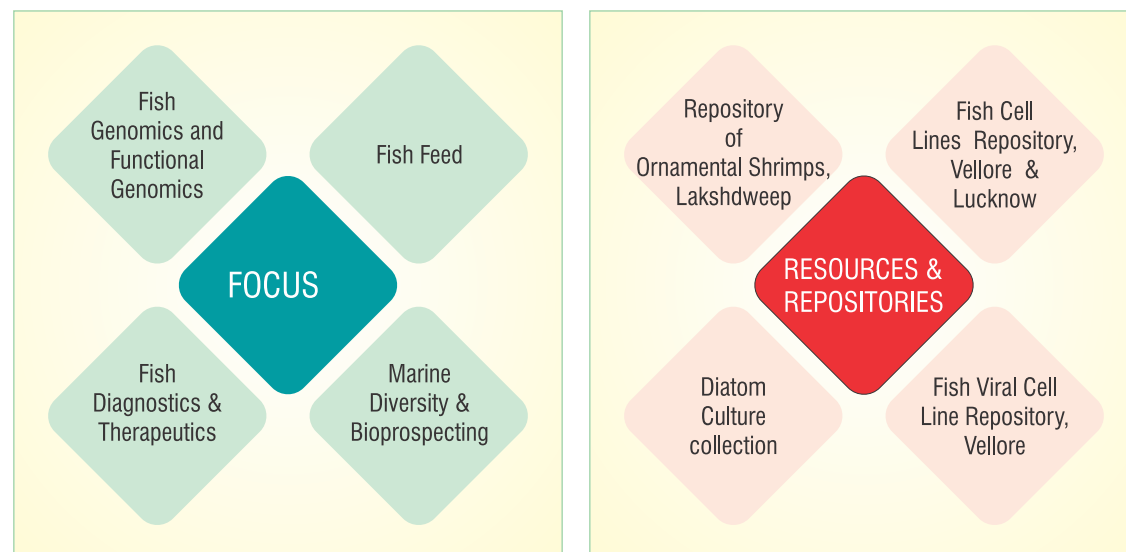 Fish
Genomics and
Functional
Genomics
Fish Feed
FOCUS
Fish
Diagnostics &
Therapeutics
Marine
Diversity &
Bioprospecting
Repository
of
Ornamental Shrimps,
Lakshdweep
Fish Cell
Lines Repository,
Vellore &
Lucknow
RESOURCES &
REPOSITORIES
Diatom
Culture
collection
Fish Viral Cell
Line Repository,
Vellore